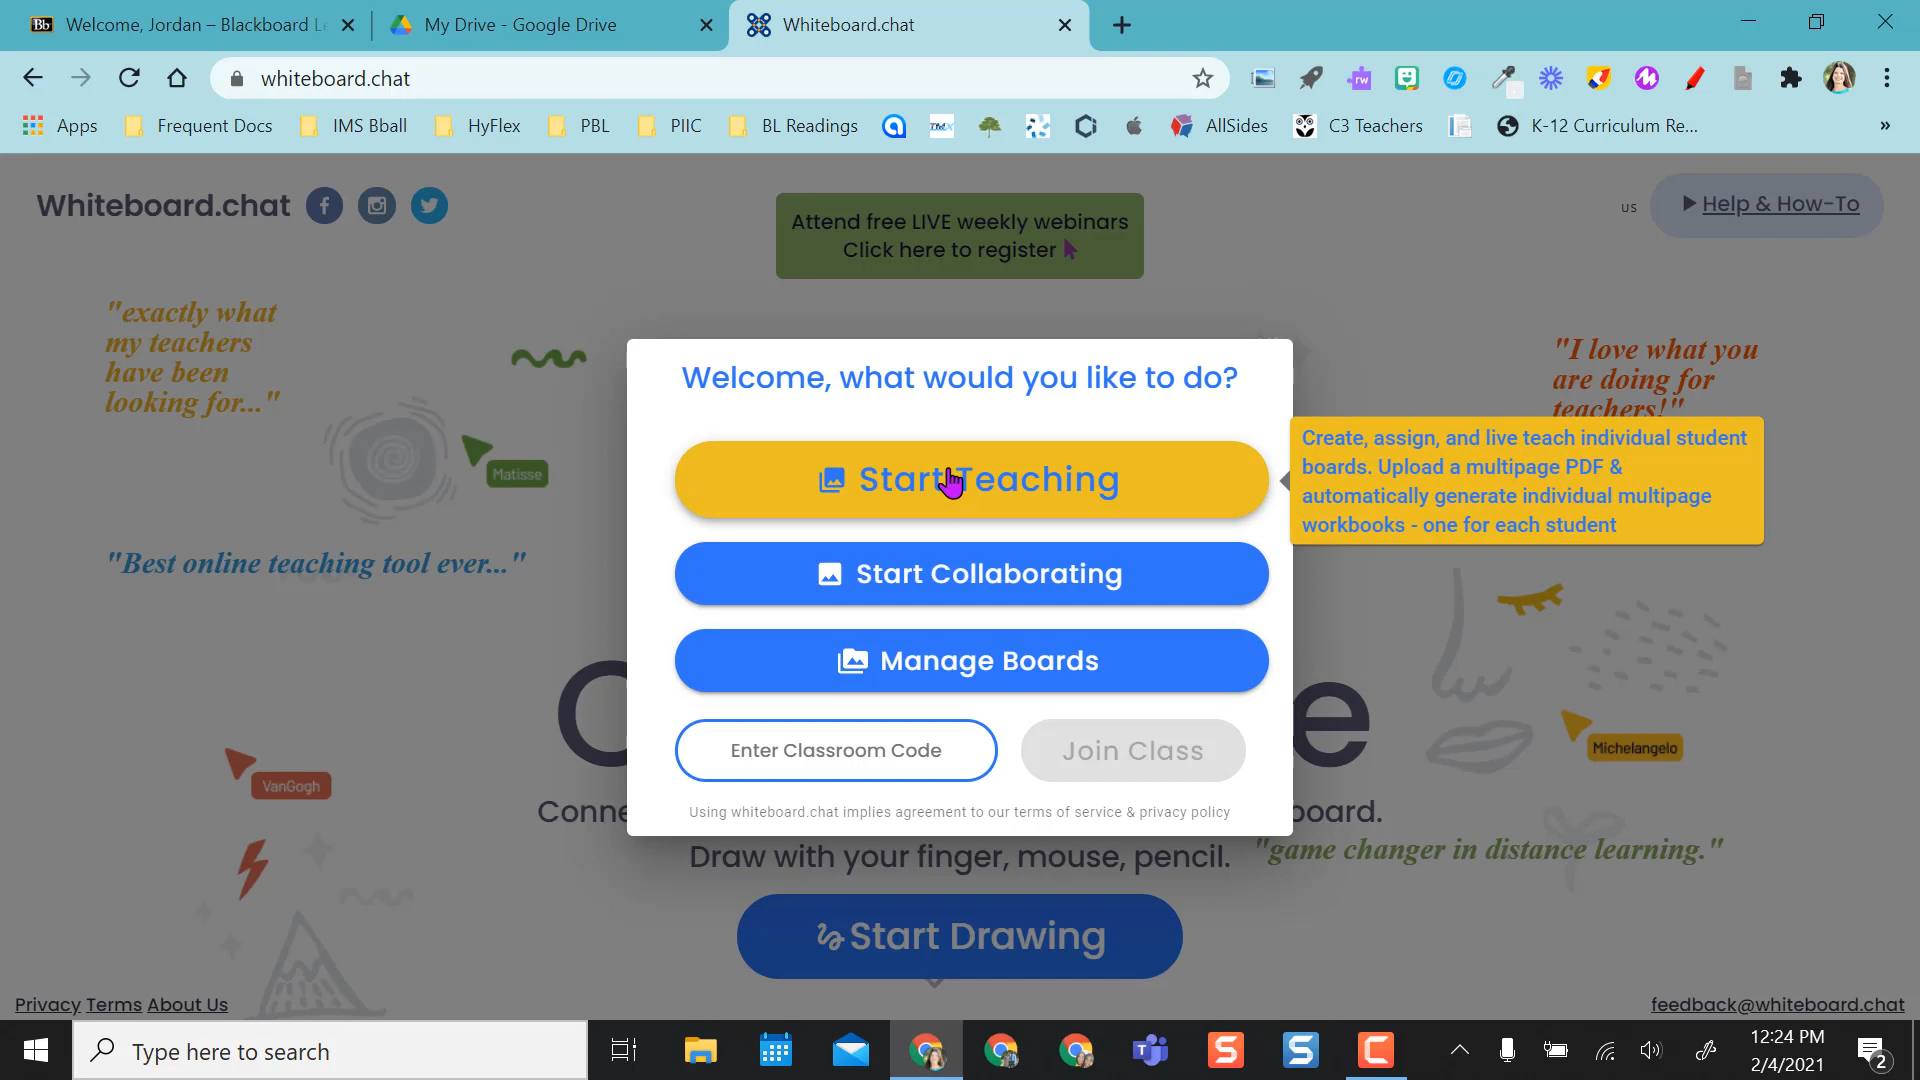 Welcome, Jordan – Blackboard Le
My Drive - Google Drive
Whiteboard.chat
whiteboard.chat
Apps
Frequent Docs
IMS Bball
HyFlex
PBL
PIIC
BL Readings
AllSides
C3 Teachers
K-12 Curriculum Re...
»
Whiteboard.chat
Attend free LIVE weekly webinars
Click here to register
US
Help & How-To
"exactly what
my teachers
have been
looking for..."
"I love what you
are doing for
teachers!"
Matisse
"Best online teaching tool ever..."
Welcome, what would you like to do?
Start Teaching
Create, assign, and live teach individual student
boards. Upload a multipage PDF &
automatically generate individual multipage
workbooks - one for each student
Start Collaborating
Manage Boards
Enter Classroom Code
Join Class
Using whiteboard.chat implies agreement to our terms of service & privacy policy
VanGogh
Michelangelo
Conne
board.
Draw with your finger, mouse, pencil.
"game changer in distance learning."
Start Drawing
Privacy Terms About Us
feedback@whiteboard.chat
Type here to search
12:24 PM
2/4/2021
2